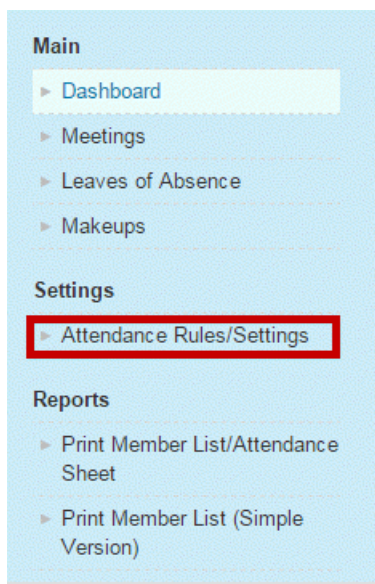 Main
Dashboard
Meetings
Leaves of Absence
Makeups
Settings
Attendance Rules/Settings
Reports
Print Member List/Attendance
Sheet
Print Member List (Simple
Version)